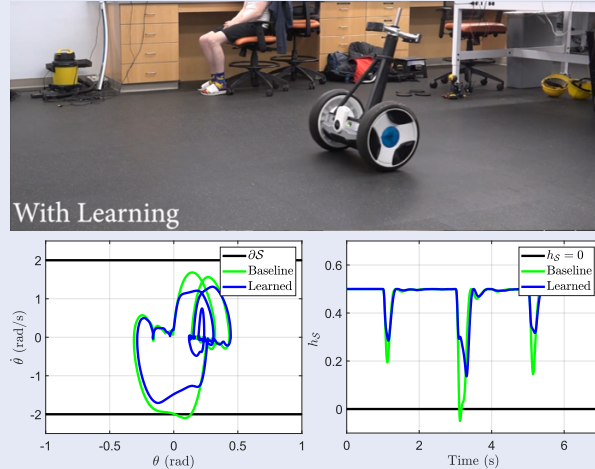 With Learning
∂S
Baseline
Learned
2
1
0
-1
-2
θ̇ (rad/s)
-1
-0.5
0
0.5
1
θ (rad)
h_S = 0
Baseline
Learned
0.6
0.4
0.2
0
h_S
0
2
4
6
Time (s)